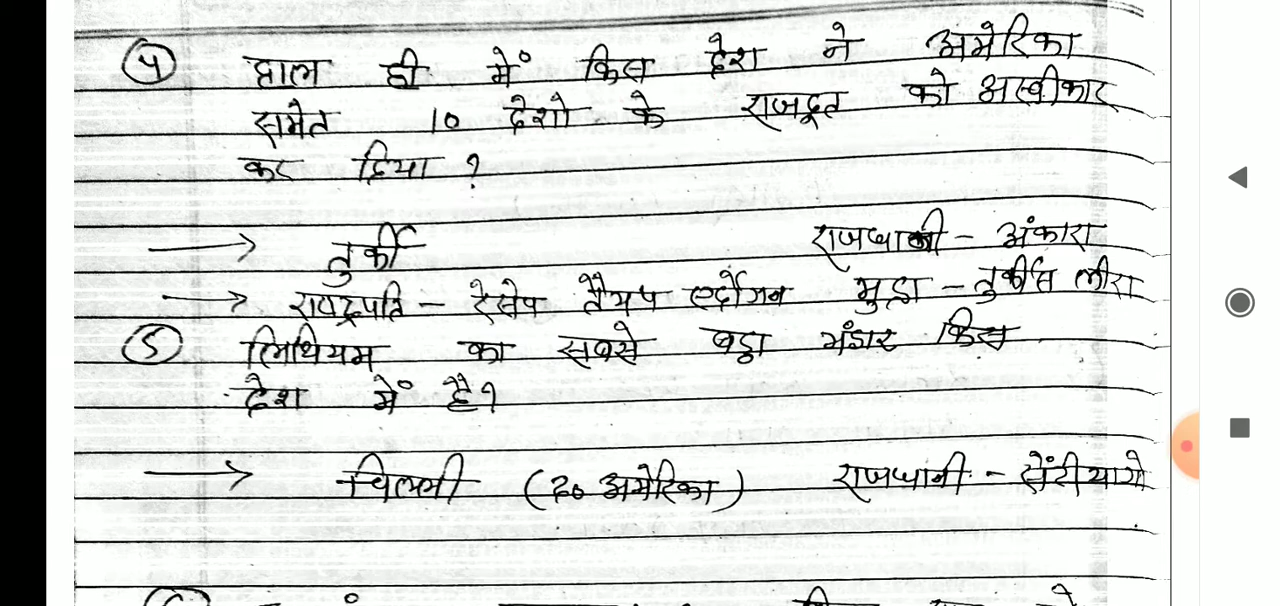 (4) हाल ही में किस देश ने अमेरिका
समेत 10 देशो के राजदूत को अस्वीकार
कर दिया ?
→ तुर्की राजधानी - अंकारा
→ राष्ट्रपति - रेसेप तैयप एर्दोगन मुद्रा - तुर्कीस लीरा
(5) लिथियम का सबसे बड़ा भंडार किस
देश में है?
→ चिल्ली (द० अमेरिका) राजधानी - सेंटीयागो